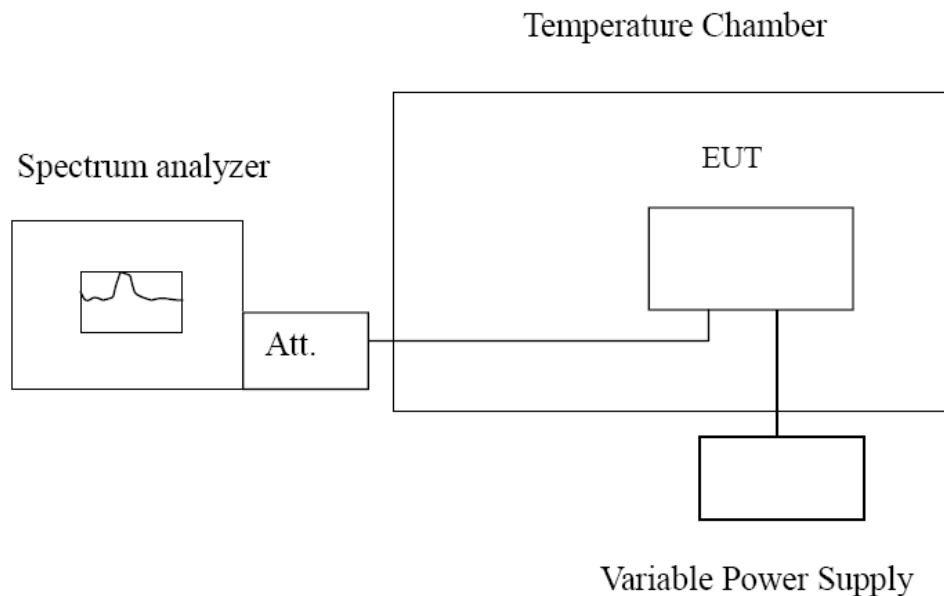 Temperature Chamber
Spectrum analyzer
EUT
Att.
Variable Power Supply